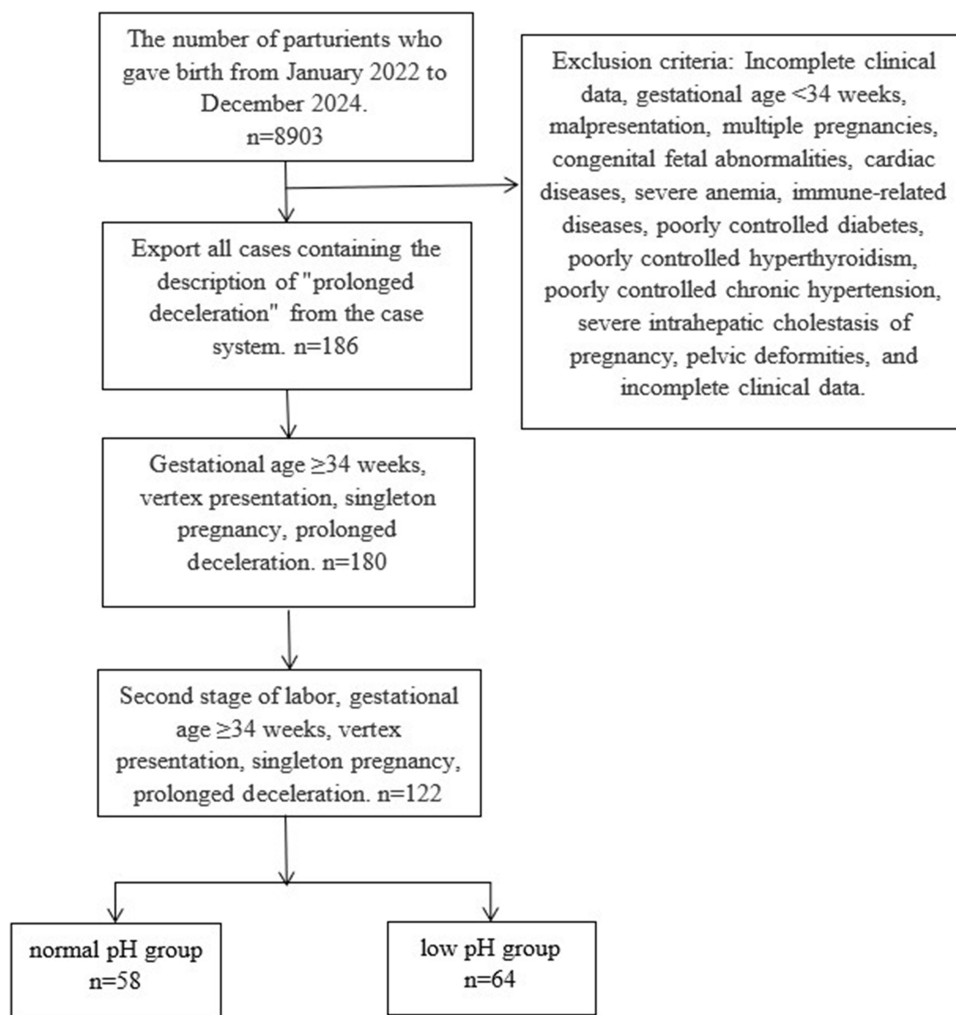 The number of parturients who
gave birth from January 2022 to
December 2024.
n=8903
Exclusion criteria: Incomplete clinical
data, gestational age <34 weeks,
malpresentation, multiple pregnancies,
congenital fetal abnormalities, cardiac
diseases, severe anemia, immune-related
diseases, poorly controlled diabetes,
poorly controlled hyperthyroidism,
poorly controlled chronic hypertension,
severe intrahepatic cholestasis of
pregnancy, pelvic deformities, and
incomplete clinical data.
Export all cases containing the
description of "prolonged
deceleration" from the case
system. n=186
Gestational age ≥34 weeks,
vertex presentation, singleton
pregnancy, prolonged
deceleration. n=180
Second stage of labor, gestational
age ≥34 weeks, vertex
presentation, singleton pregnancy,
prolonged deceleration. n=122
normal pH group
n=58
low pH group
n=64